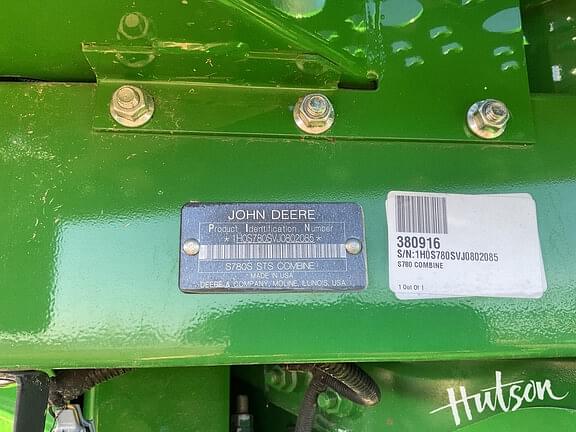 JOHN DEERE
Product Identification Number
*1H0S780SVJ0802085*
S780S STS COMBINE
MADE IN USA
DEERE & COMPANY, MOLINE, ILLINOIS, USA
380916
S/N:1H0S780SVJ0802085
S780 COMBINE
1 Out Of 1
Hutson